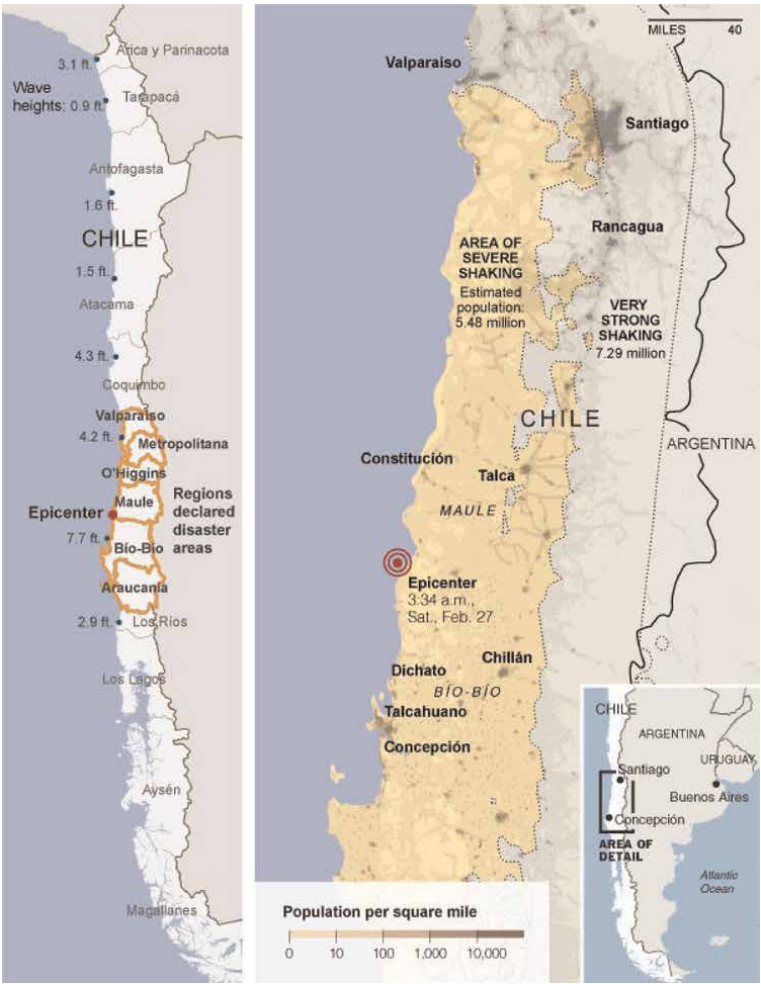 Arica y Parinacota
3.1 ft.
Wave
heights: 0.9 ft.
Tarapacá
Antofagasta
1.6 ft.
CHILE
1.5 ft.
Atacama
4.3 ft.
Coquimbo
Valparaiso
4.2 ft.
Metropolitana
O'Higgins
Maule
Epicenter
Regions
declared
disaster
areas
7.7 ft.
Bío-Bío
Araucanía
2.9 ft.
Los Ríos
Los Lagos
Aysén
Magallanes
MILES 40
Valparaiso
Santiago
Rancagua
AREA OF
SEVERE
SHAKING
Estimated
population:
5.48 million
VERY
STRONG
SHAKING
7.29 million
CHILE
ARGENTINA
Constitución
Talca
MAULE
Epicenter
3:34 a.m.,
Sat., Feb. 27
Chillán
Dichato
BÍO-BÍO
Talcahuano
Concepción
Population per square mile
0 10 100 1,000 10,000
CHILE
ARGENTINA
URUGUAY
Santiago
Buenos Aires
Concepción
AREA OF
DETAIL
Atlantic
Ocean